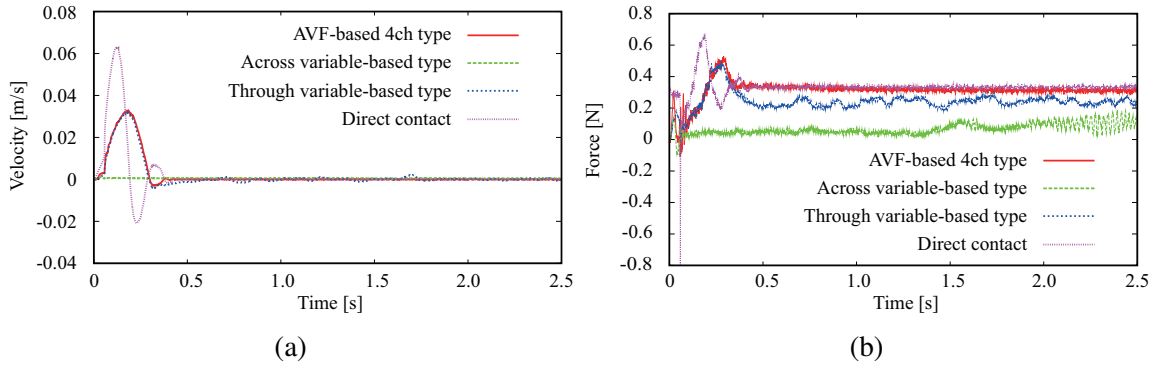 0.08
0.06
0.04
0.02
0
-0.02
-0.04
Velocity [m/s]
AVF-based 4ch type
Across variable-based type
Through variable-based type
Direct contact
0 0.5 1.0 1.5 2.0 2.5
Time [s]
(a)
0.8
0.6
0.4
0.2
0
-0.2
-0.4
-0.6
-0.8
Force [N]
AVF-based 4ch type
Across variable-based type
Through variable-based type
Direct contact
0 0.5 1.0 1.5 2.0 2.5
Time [s]
(b)